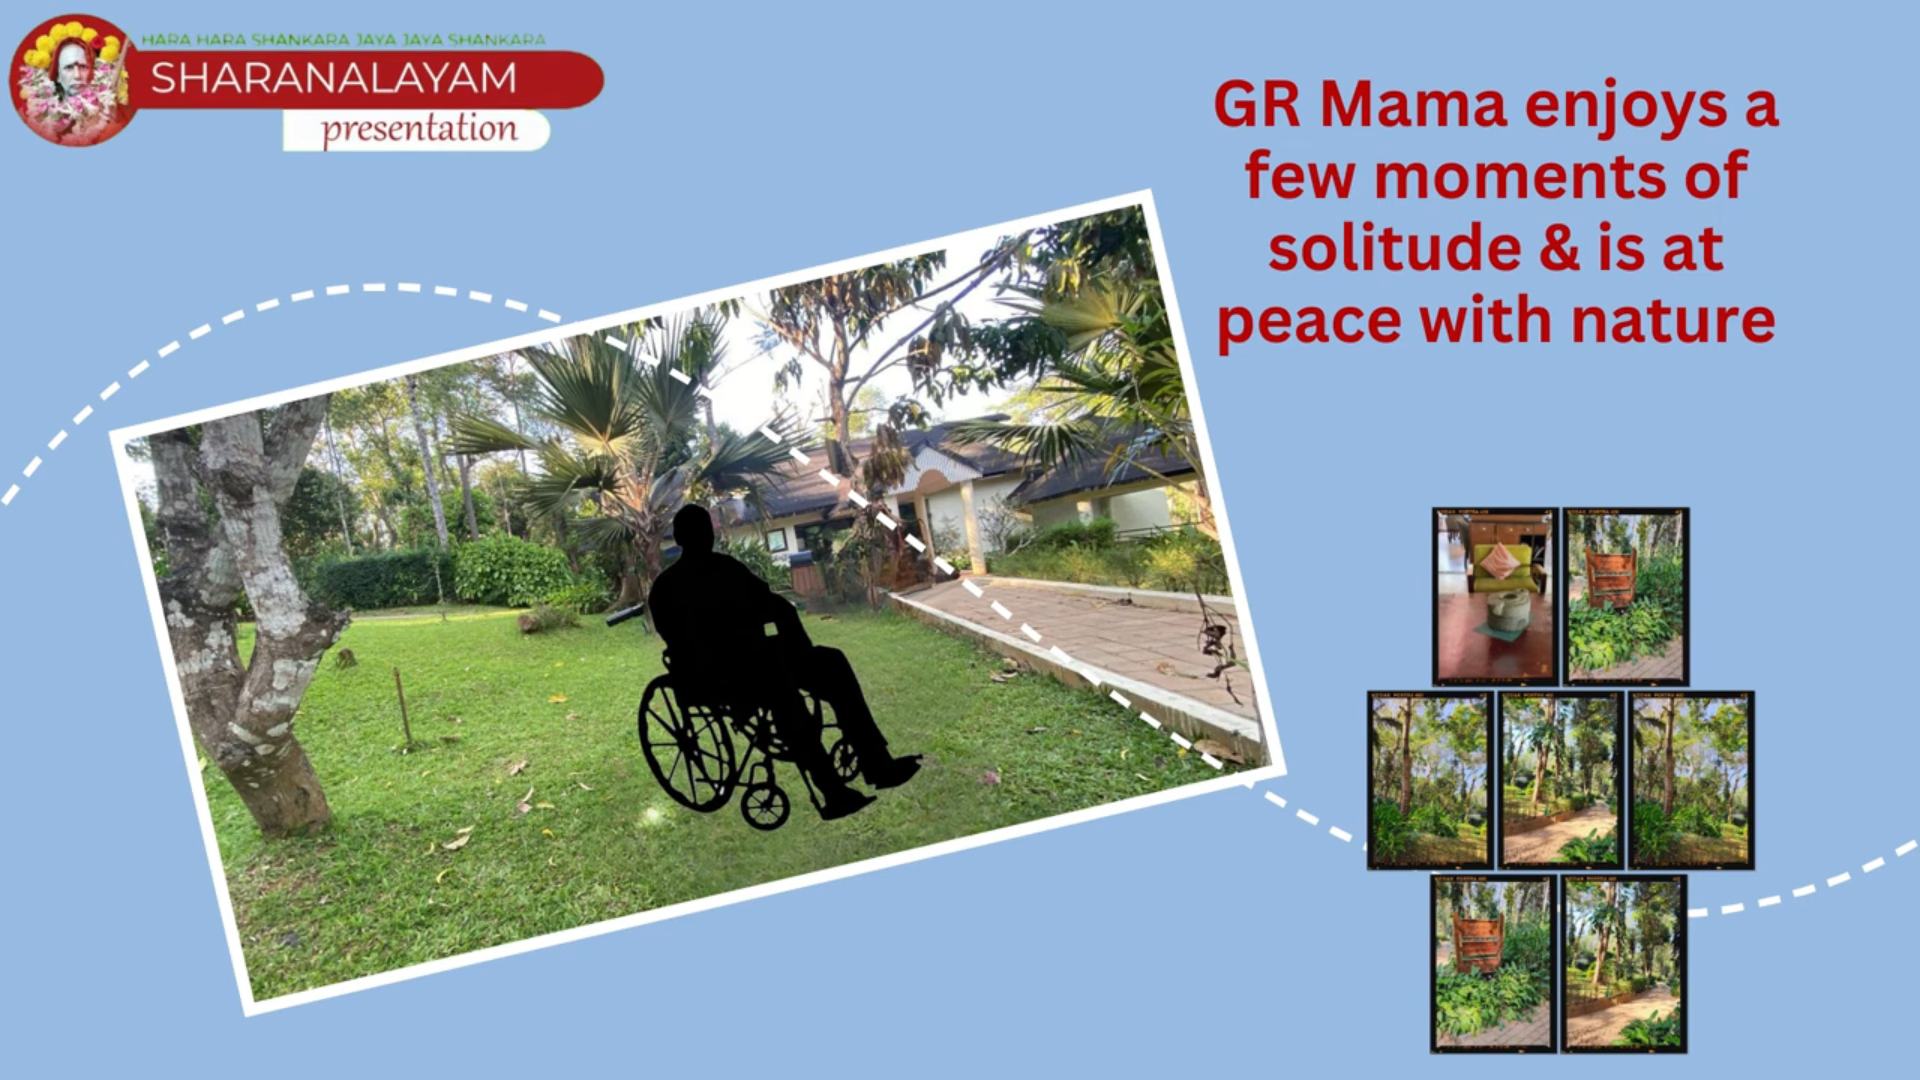 HARA HARA SHANKARA JAYA JAYA SHANKARA
SHARANALAYAM
presentation
GR Mama enjoys a
few moments of
solitude & is at
peace with nature